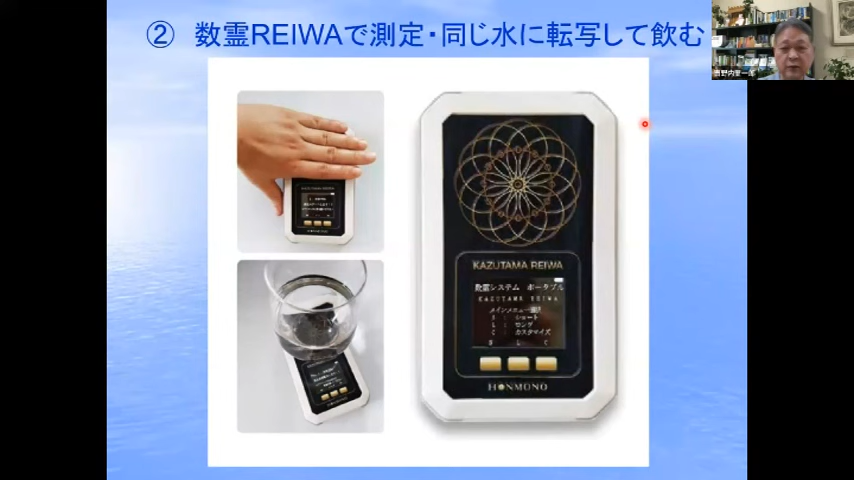 ② 数霊REIWAで測定・同じ水に転写して飲む
KAZUTAMA REIWA
数霊システム ポータブル
KAZUTAMA REIWA
メインメニュー選択
S : ショート
L : ロング
C : カスタマイズ
S L C
HONMONO
KAZUTAMA REIWA
HONMONO